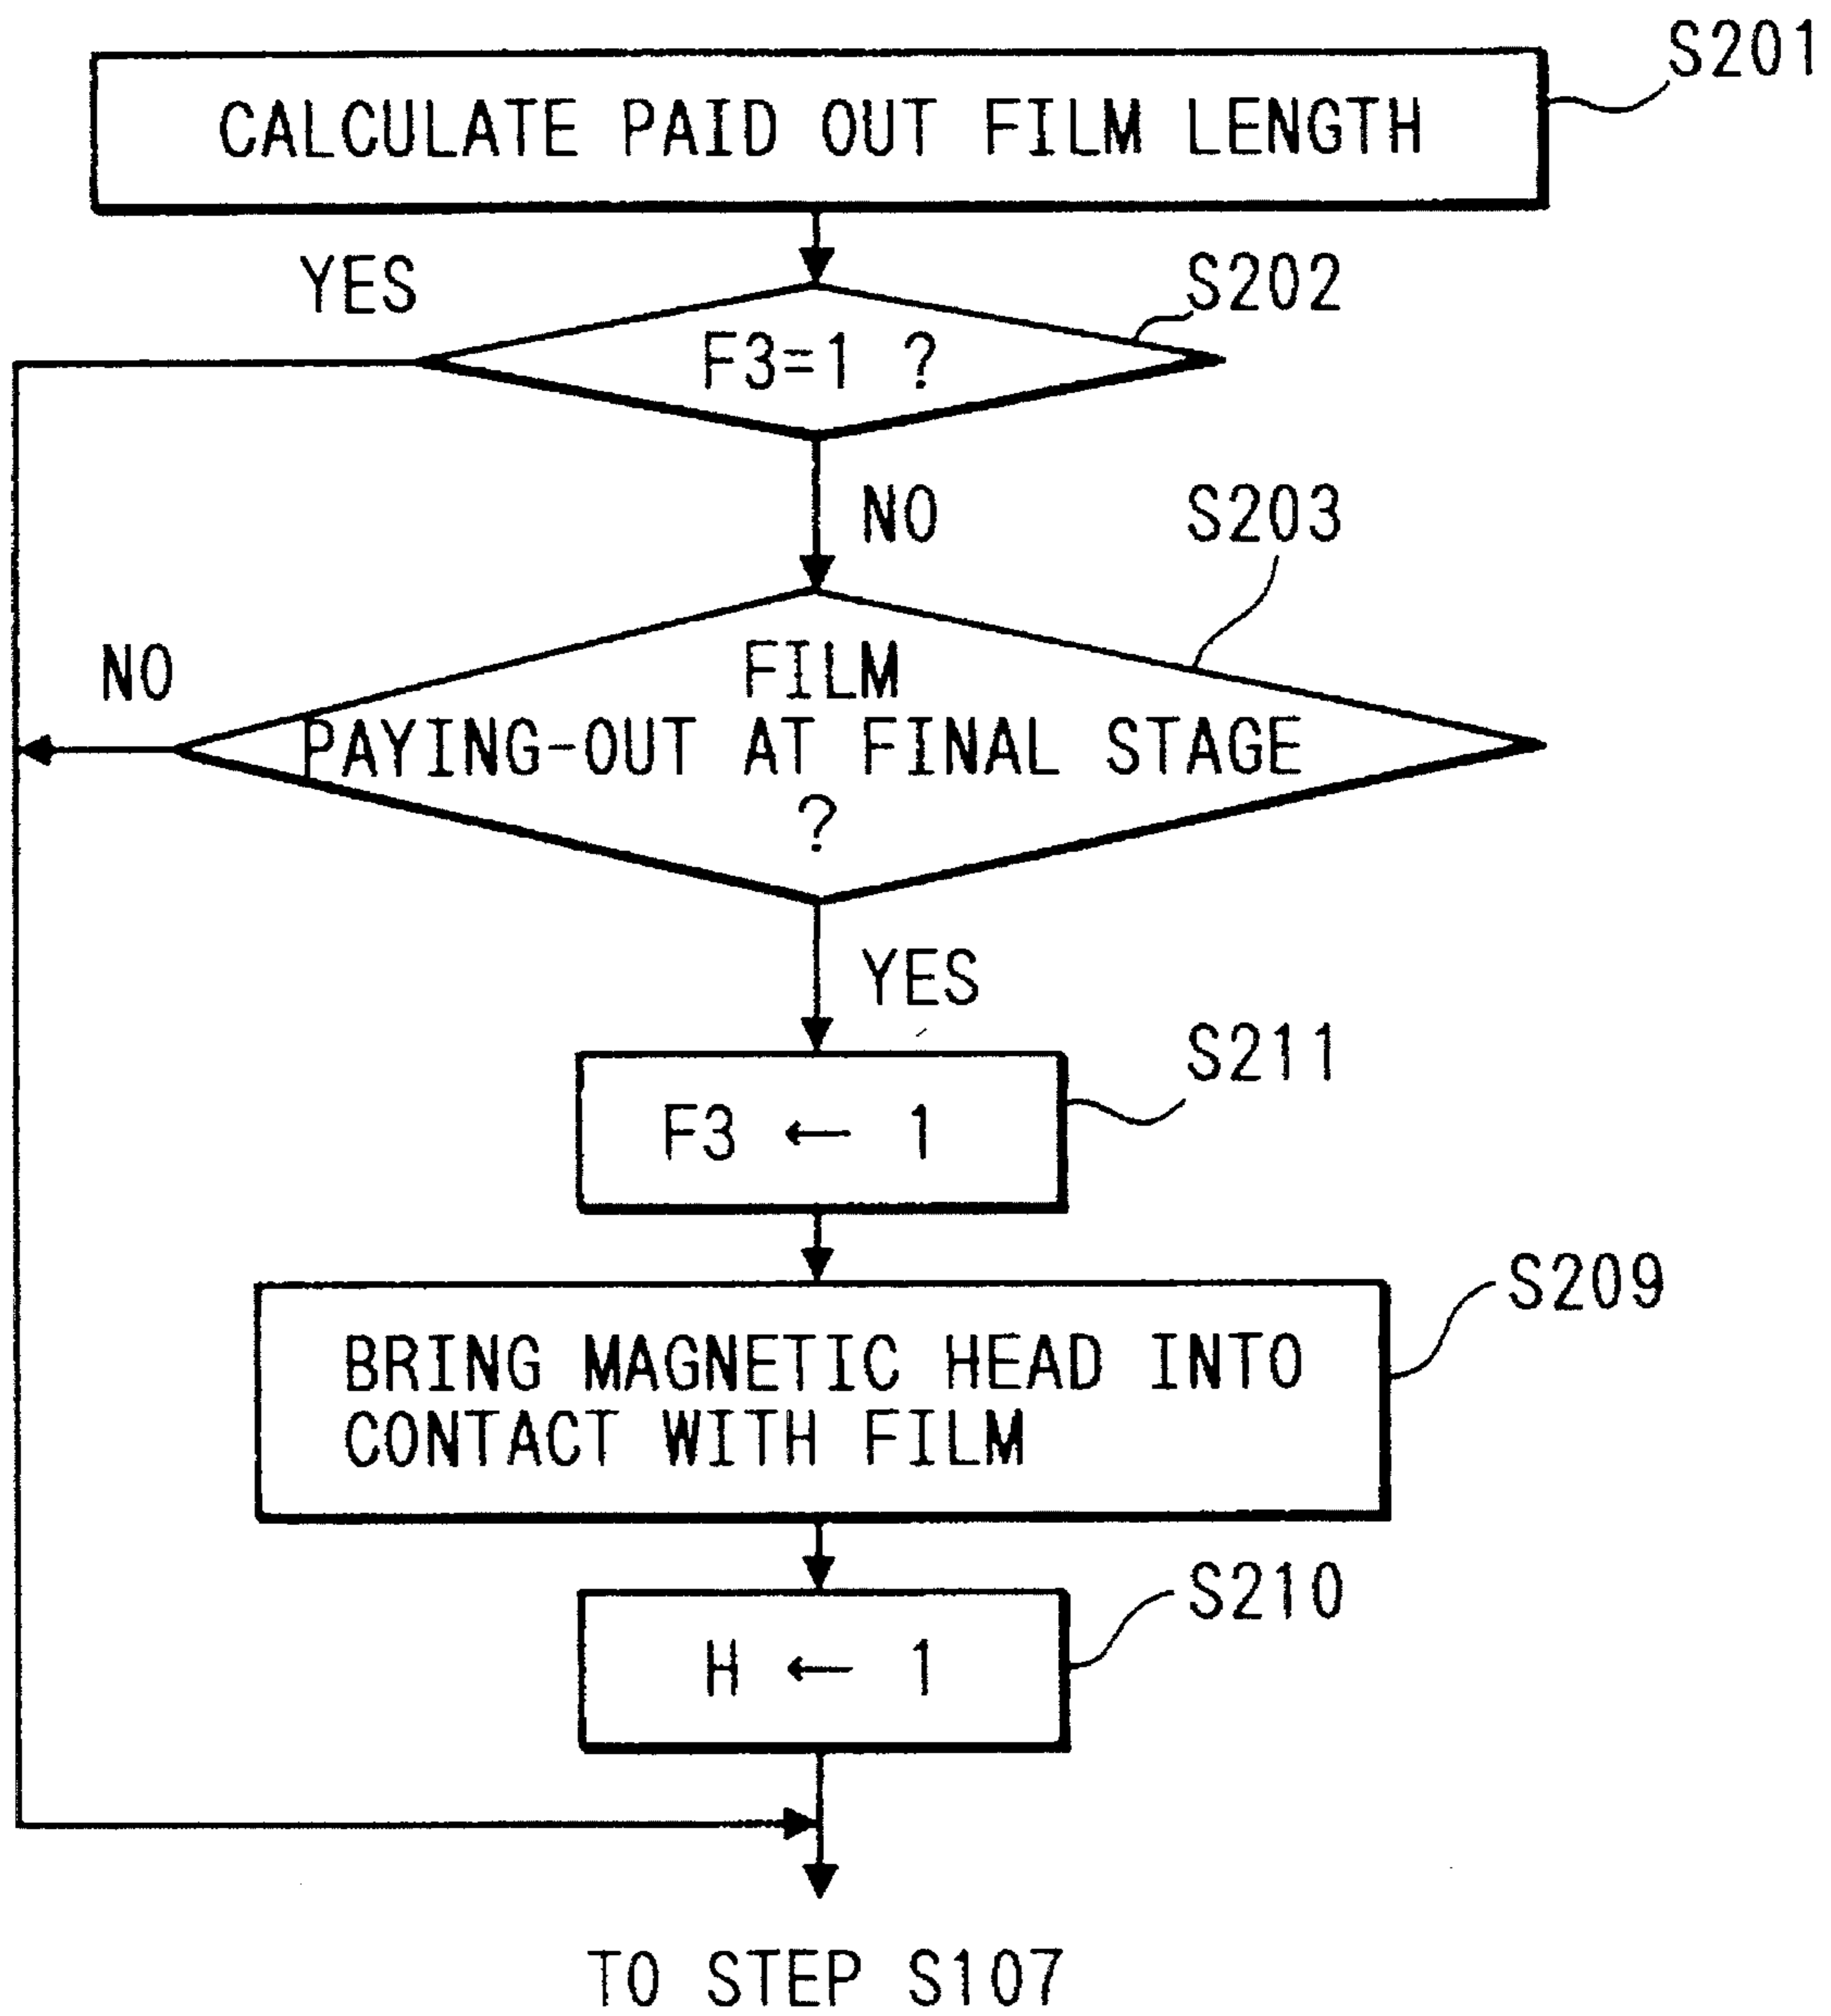 S201
CALCULATE PAID OUT FILM LENGTH
YES
S202
F3=1 ?
NO
S203
NO
FILM
PAYING-OUT AT FINAL STAGE
?
YES
S211
F3 ← 1
S209
BRING MAGNETIC HEAD INTO
CONTACT WITH FILM
S210
H ← 1
TO STEP S107